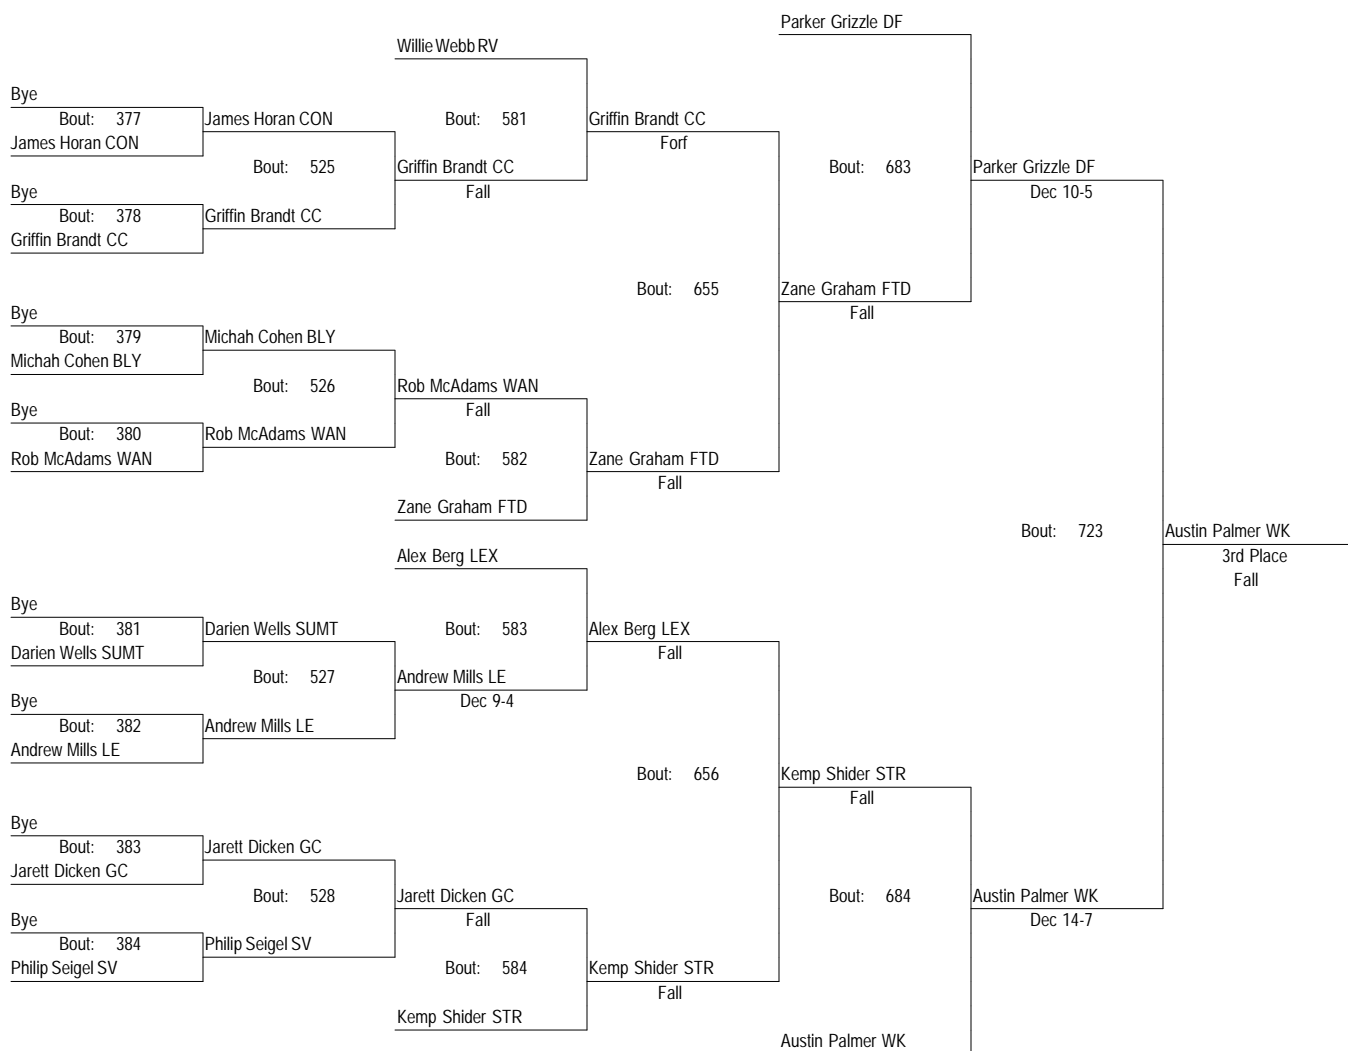 Parker Grizzle DF
Willie Webb RV
Bye
Bout: 377
James Horan CON
James Horan CON
Bout: 581
Griffin Brandt CC
Forf
Bout: 525
Griffin Brandt CC
Fall
Bout: 683
Parker Grizzle DF
Dec 10-5
Bye
Bout: 378
Griffin Brandt CC
Griffin Brandt CC
Bout: 655
Zane Graham FTD
Fall
Bye
Bout: 379
Michah Cohen BLY
Michah Cohen BLY
Bout: 526
Rob McAdams WAN
Fall
Bye
Bout: 380
Rob McAdams WAN
Rob McAdams WAN
Bout: 582
Zane Graham FTD
Fall
Zane Graham FTD
Bout: 723
Austin Palmer WK
3rd Place
Fall
Alex Berg LEX
Bye
Bout: 381
Darien Wells SUMT
Darien Wells SUMT
Bout: 583
Alex Berg LEX
Fall
Bout: 527
Andrew Mills LE
Dec 9-4
Bye
Bout: 382
Andrew Mills LE
Andrew Mills LE
Bout: 656
Kemp Shider STR
Fall
Bye
Bout: 383
Jarett Dicken GC
Jarett Dicken GC
Bout: 528
Jarett Dicken GC
Fall
Bout: 684
Austin Palmer WK
Dec 14-7
Bye
Bout: 384
Philip Seigel SV
Philip Seigel SV
Bout: 584
Kemp Shider STR
Fall
Kemp Shider STR
Austin Palmer WK